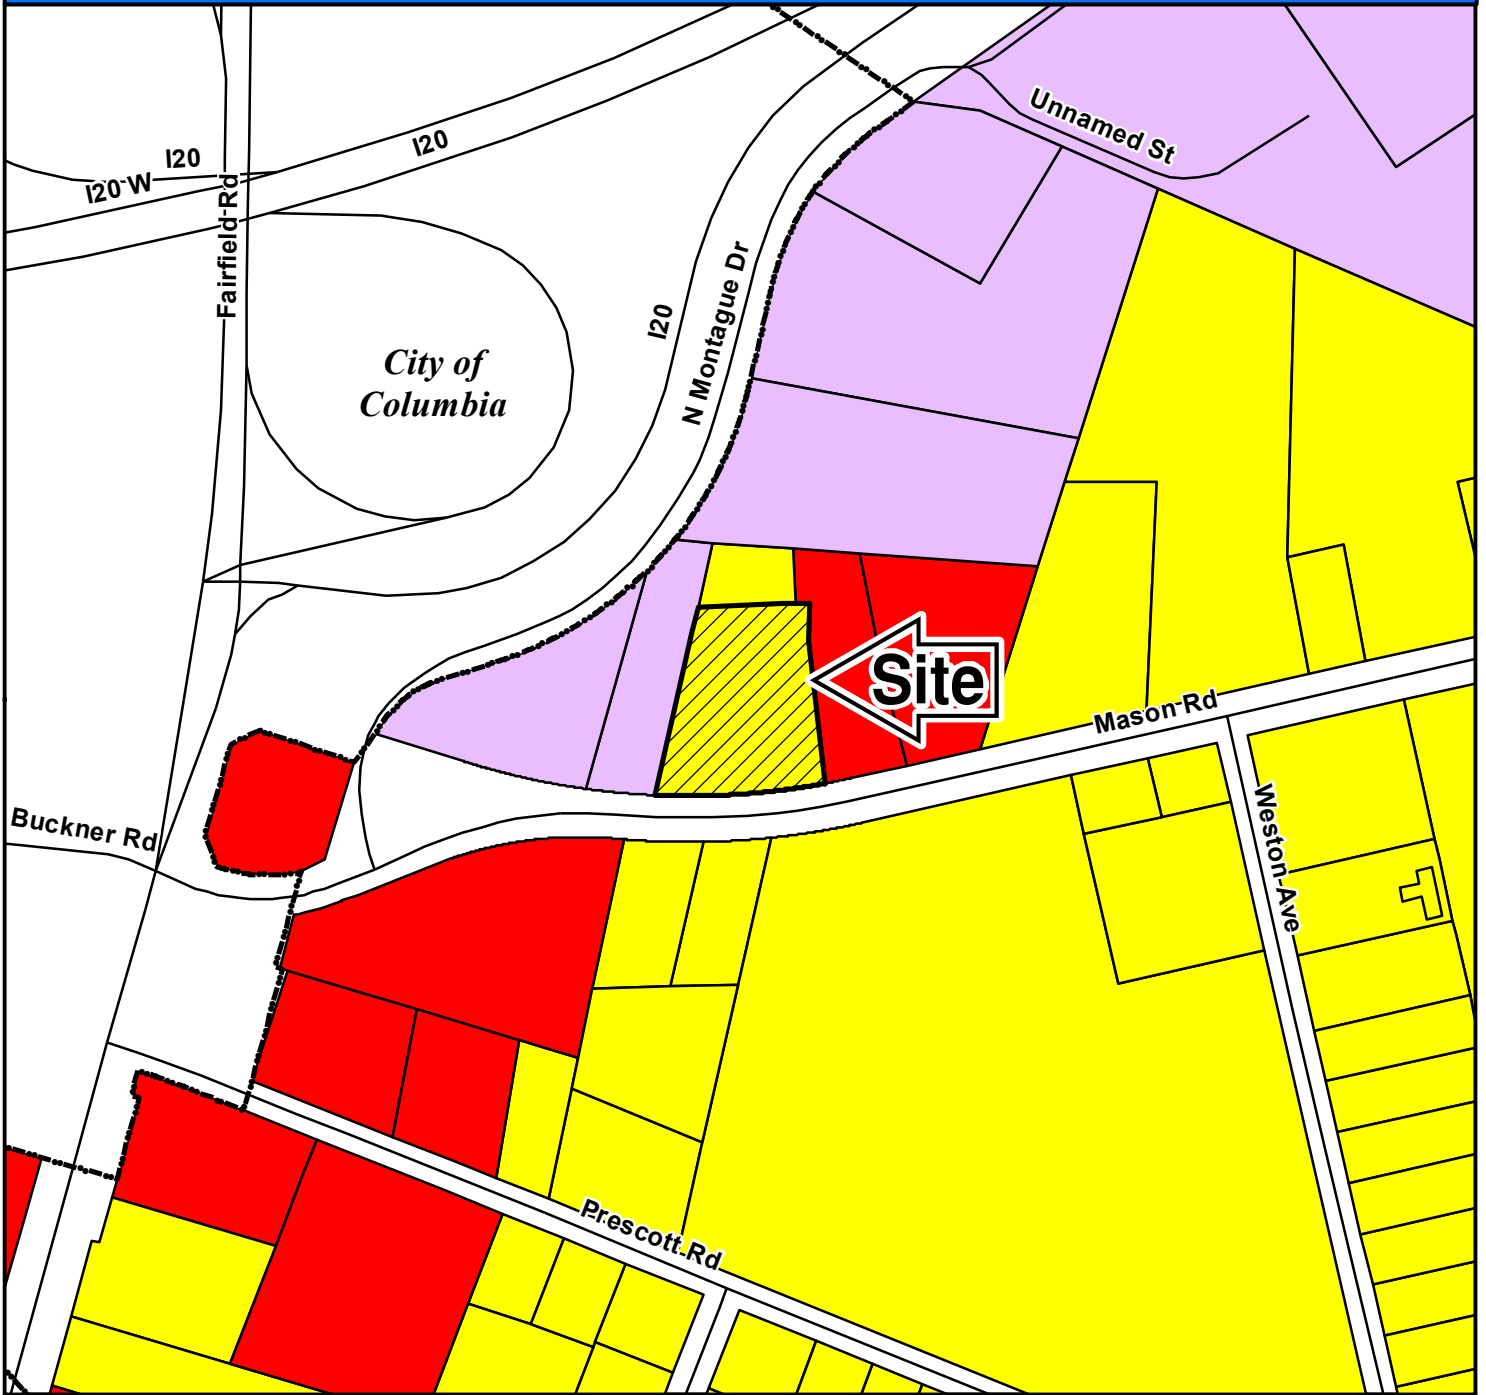 Unnamed St
I20
I20
I20 W
Fairfield Rd
N Montague Dr
I20
City of
Columbia
Site
Mason Rd
Buckner Rd
Weston Ave
Prescott Rd